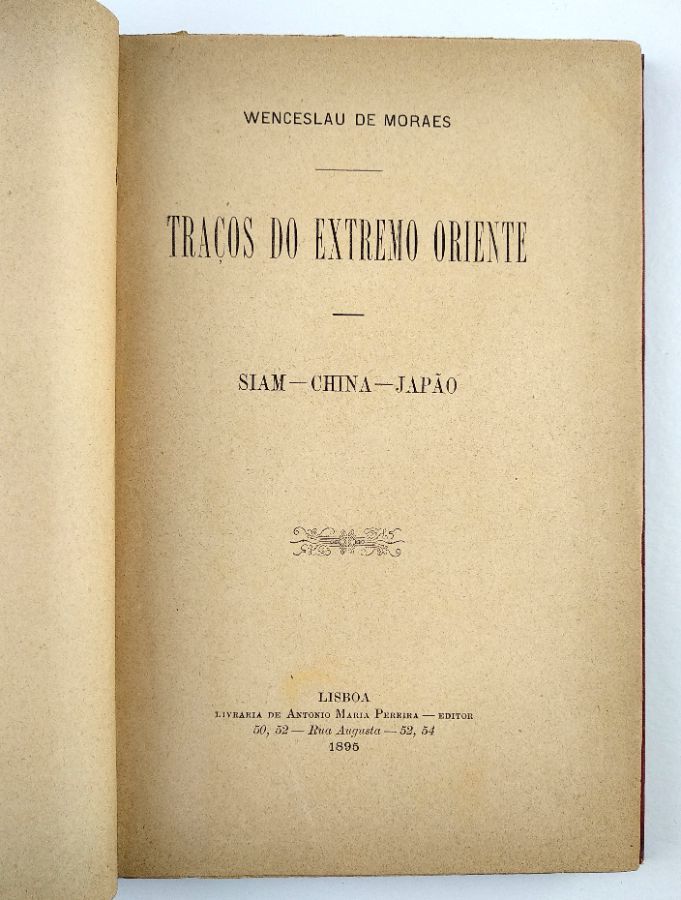 WENCESLAU DE MORAES
TRAÇOS DO EXTREMO ORIENTE
SIAM—CHINA—JAPÃO
LISBOA
LIVRARIA DE ANTONIO MARIA PEREIRA — EDITOR
50, 52 — Rua Augusta — 52, 54
1895